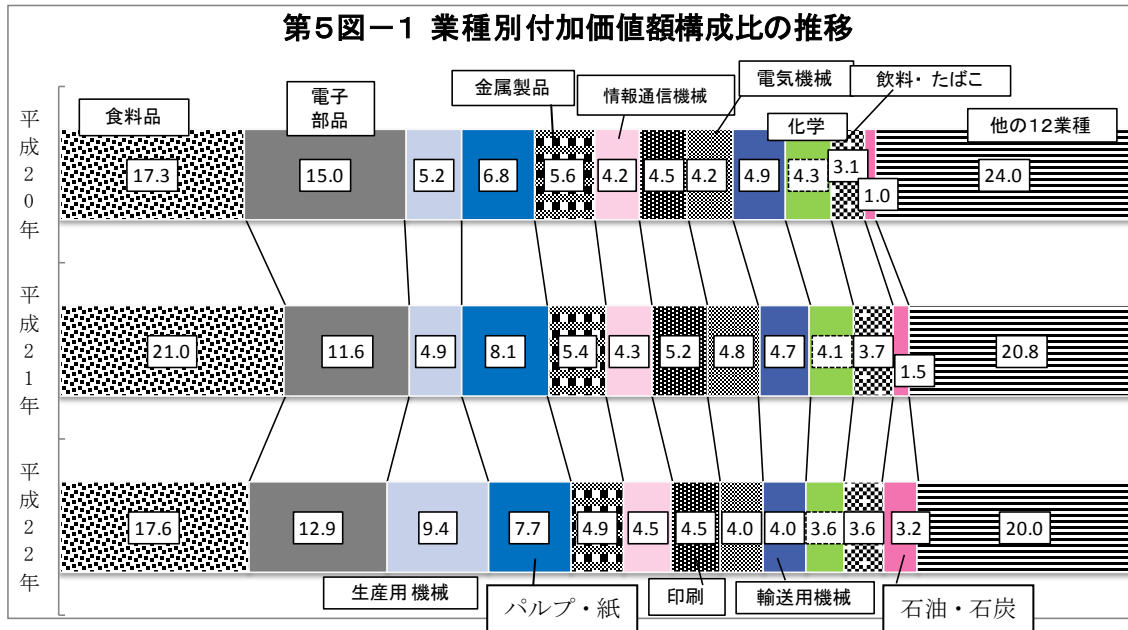 第5図－1 業種別付加価値額構成比の推移
食料品
電子
部品
金属製品
情報通信機械
電気機械
化学
飲料・たばこ
他の12業種
平成20年
17.3
15.0
5.2
6.8
5.6
4.2
4.5
4.2
4.9
4.3
3.1
1.0
24.0
平成21年
21.0
11.6
4.9
8.1
5.4
4.3
5.2
4.8
4.7
4.1
3.7
1.5
20.8
平成22年
17.6
12.9
9.4
7.7
4.9
4.5
4.5
4.0
4.0
3.6
3.6
3.2
20.0
生産用機械
パルプ・紙
印刷
輸送用機械
石油・石炭